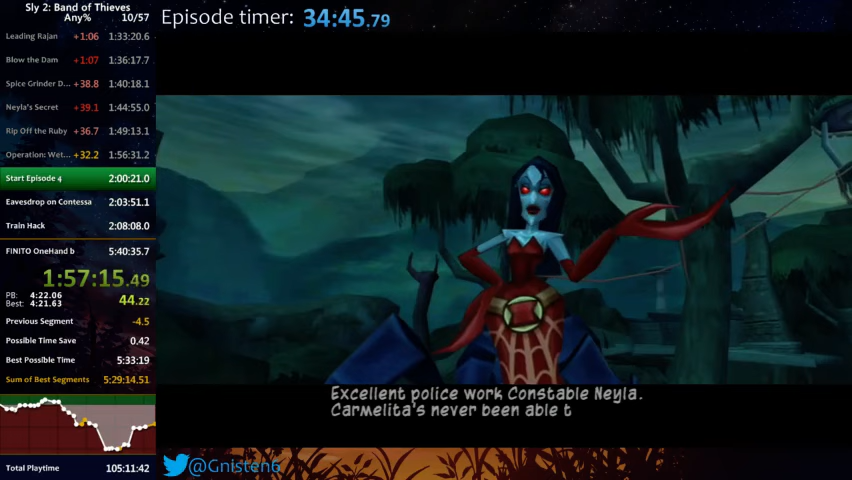 Sly 2: Band of Thieves
Any% 10/57
Leading Rajan +1:06 1:33:20.6
Blow the Dam +1:07 1:36:17.7
Spice Grinder D... +38.8 1:40:18.1
Neyla's Secret +39.1 1:44:55.0
Rip Off the Ruby +36.7 1:49:13.1
Operation: Wet... +32.2 1:56:31.2
Start Episode 4 2:00:21.0
Eavesdrop on Contessa 2:03:51.1
Train Hack 2:08:08.0
FINITO OneHand b 5:40:35.7
1:57:15.49
PB: 4:22.06
Best: 4:21.63
44.22
Previous Segment -4.5
Possible Time Save 0.42
Best Possible Time 5:33:19
Sum of Best Segments 5:29:14.51
Total Playtime 105:11:42
Episode timer: 34:45.79
Excellent police work Constable Neyla.
Carmelita's never been able t
@Gnisten6